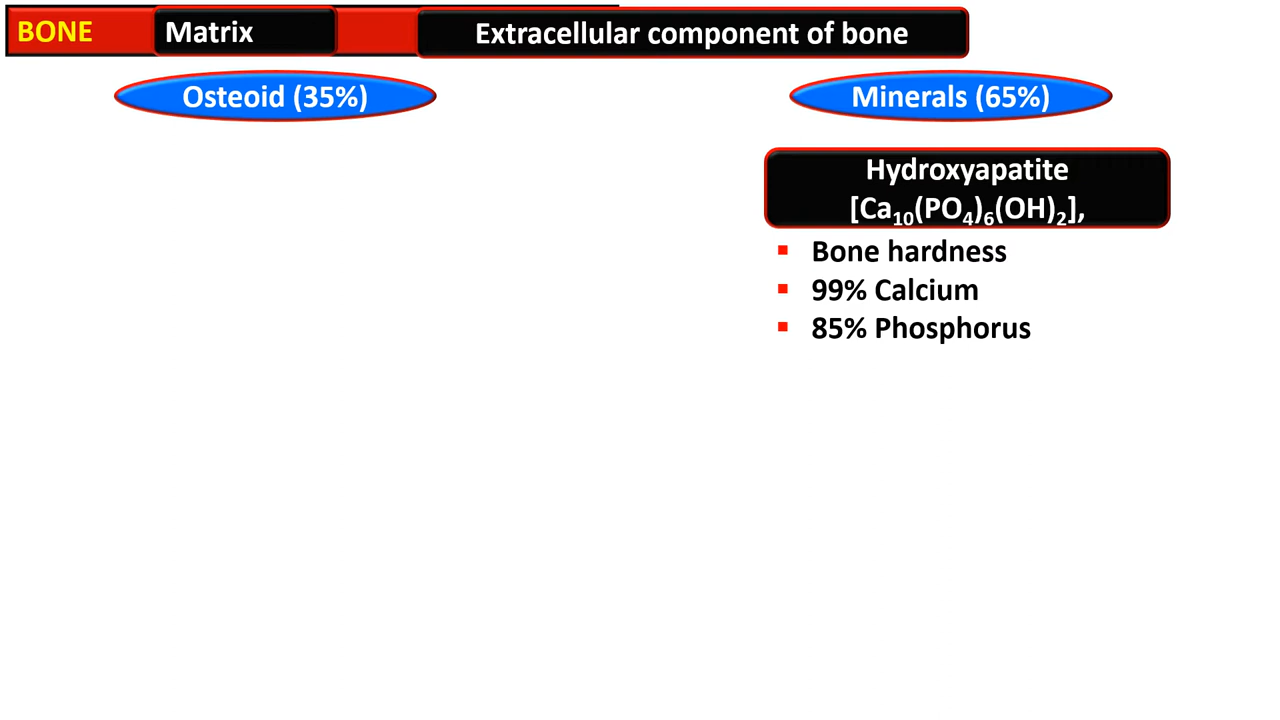 BONE Matrix Extracellular component of bone
Osteoid (35%) Minerals (65%)
Hydroxyapatite
[Ca₁₀(PO₄)₆(OH)₂],
▪ Bone hardness
▪ 99% Calcium
▪ 85% Phosphorus